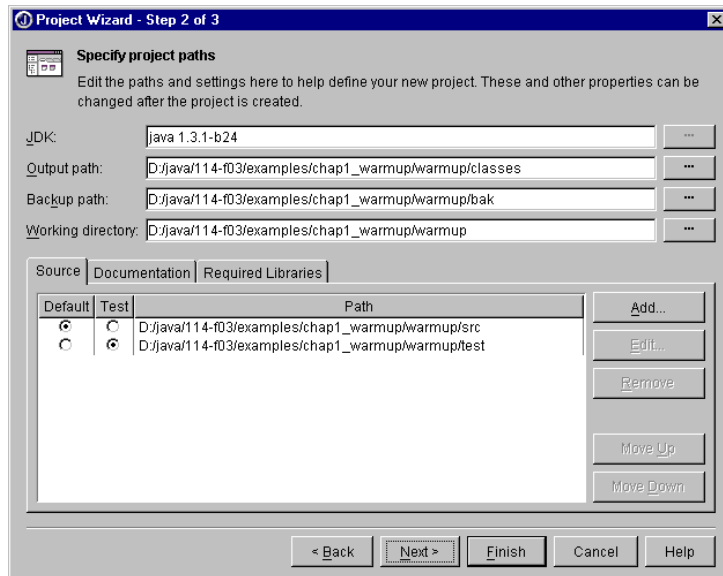 Project Wizard - Step 2 of 3
Specify project paths
Edit the paths and settings here to help define your new project. These and other properties can be
changed after the project is created.
JDK: java 1.3.1-b24 ...
Output path: D:/java/114-f03/examples/chap1_warmup/warmup/classes ...
Backup path: D:/java/114-f03/examples/chap1_warmup/warmup/bak ...
Working directory: D:/java/114-f03/examples/chap1_warmup/warmup ...
Source Documentation Required Libraries
Default Test Path Add...
D:/java/114-f03/examples/chap1_warmup/warmup/src
D:/java/114-f03/examples/chap1_warmup/warmup/test Edit...
Remove
Move Up
Move Down
< Back Next > Finish Cancel Help